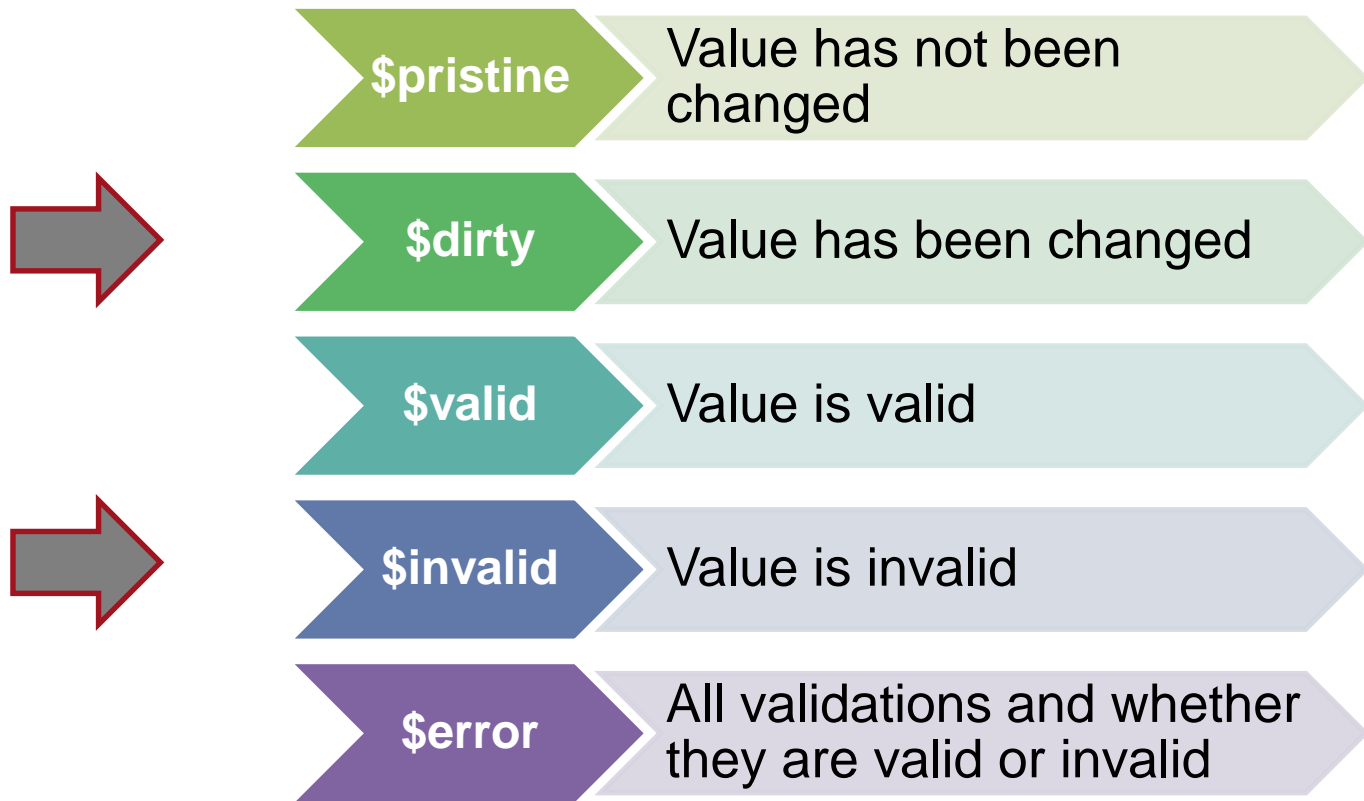 $pristine
Value has not been
changed
$dirty
Value has been changed
$valid
Value is valid
$invalid
Value is invalid
$error
All validations and whether
they are valid or invalid